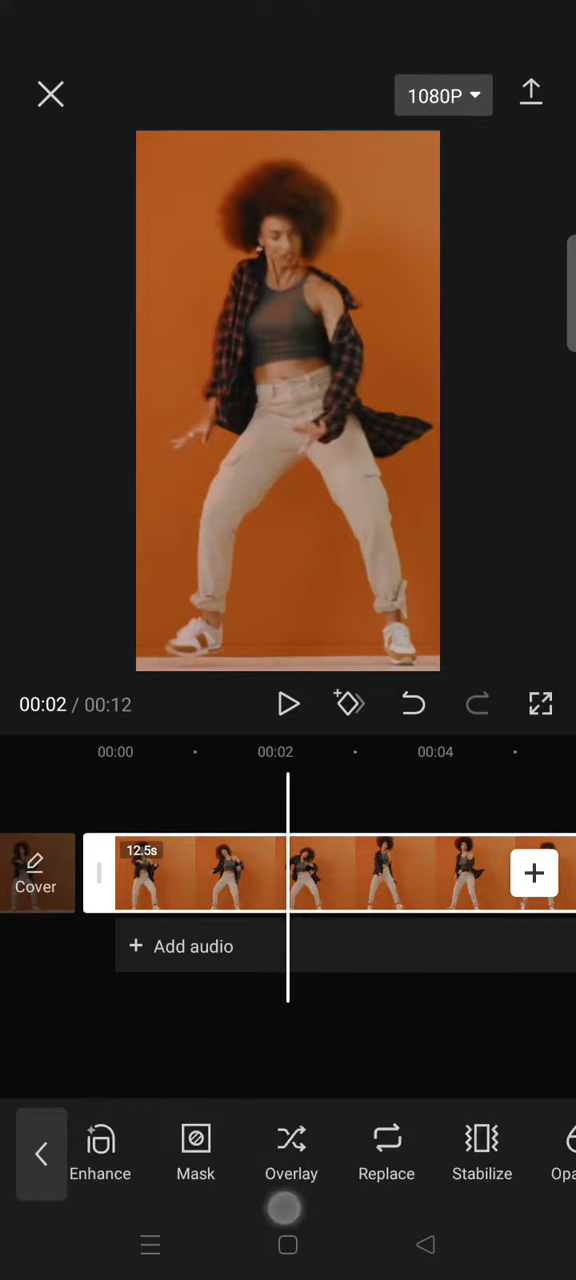 1080P
00:02 / 00:12
00:00 00:02 00:04
12.5s
Cover
+ Add audio
Enhance Mask Overlay Replace Stabilize Opa